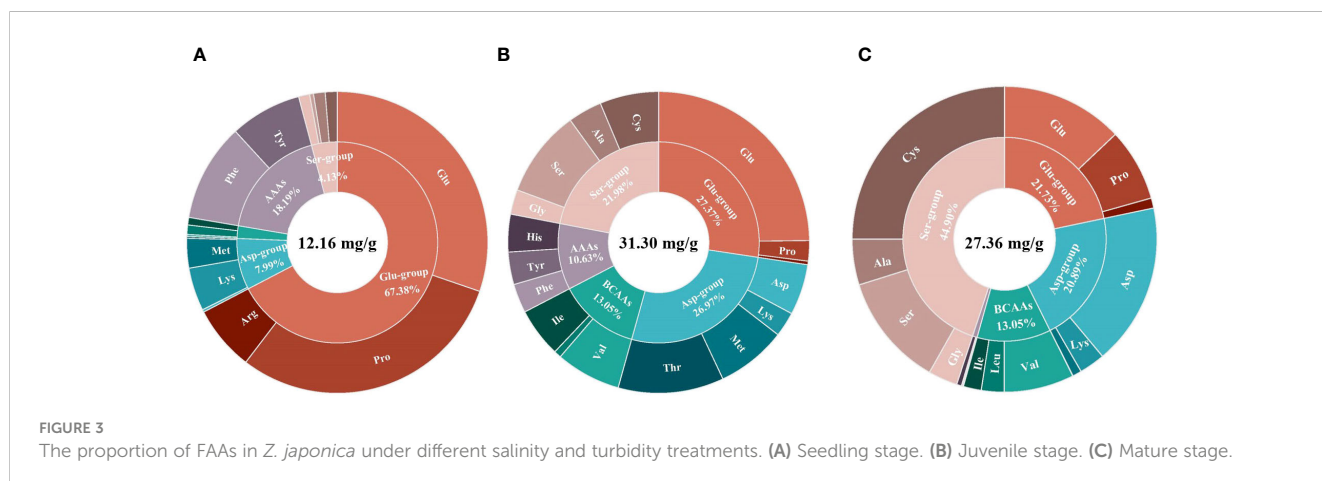 A
B
C
Glu
Pro
Arg
Lys
Met
Phe
Tyr
Glu-group
67.38%
Asp-group
7.99%
AAAs
18.19%
Ser-group
4.13%
12.16 mg/g
Glu
Pro
Asp
Lys
Met
Thr
Val
Ile
Phe
Tyr
His
Gly
Ser
Ala
Cys
Glu-group
27.37%
Asp-group
26.97%
BCAAs
13.05%
AAAs
10.63%
Ser-group
21.98%
31.30 mg/g
Glu
Pro
Asp
Lys
Val
Leu
Ile
Gly
Ser
Ala
Cys
Glu-group
21.73%
Asp-group
20.89%
BCAAs
13.05%
Ser-group
44.90%
27.36 mg/g
FIGURE 3
The proportion of FAAs in Z. japonica under different salinity and turbidity treatments. (A) Seedling stage. (B) Juvenile stage. (C) Mature stage.